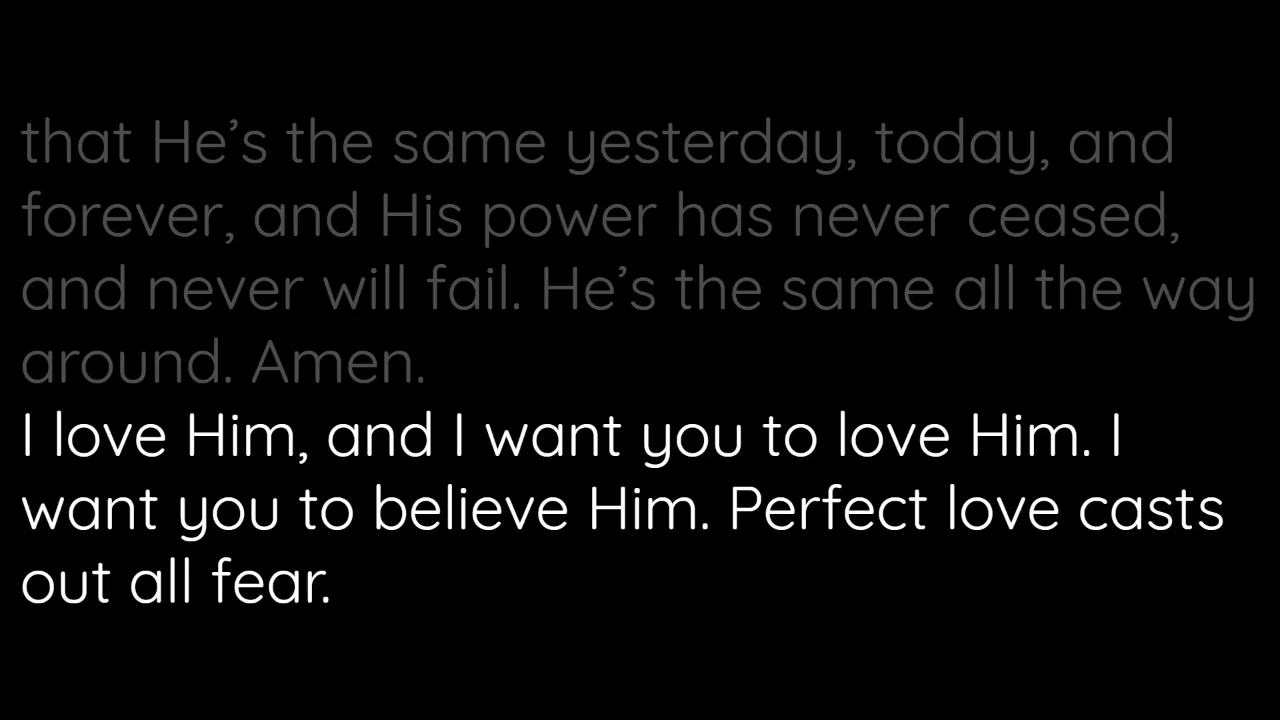 that He’s the same yesterday, today, and
forever, and His power has never ceased,
and never will fail. He’s the same all the way
around. Amen.
I love Him, and I want you to love Him. I
want you to believe Him. Perfect love casts
out all fear.